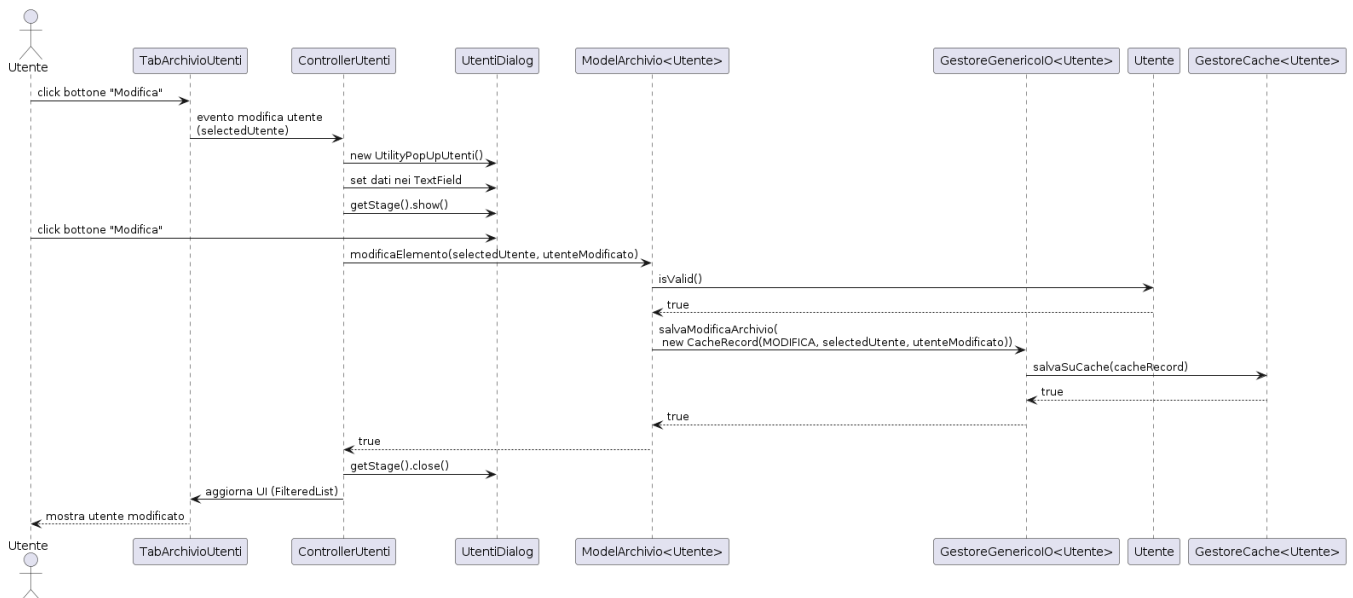 Utente
TabArchivioUtenti
ControllerUtenti
UtentiDialog
ModelArchivio<Utente>
GestoreGenericoIO<Utente>
Utente
GestoreCache<Utente>
click bottone "Modifica"
evento modifica utente
(selectedUtente)
new UtilityPopUpUtenti()
set dati nei TextField
getStage().show()
click bottone "Modifica"
modificaElemento(selectedUtente, utenteModificato)
isValid()
true
salvaModificaArchivio(
new CacheRecord(MODIFICA, selectedUtente, utenteModificato))
salvaSuCache(cacheRecord)
true
true
true
getStage().close()
aggiorna UI (FilteredList)
mostra utente modificato
Utente
TabArchivioUtenti
ControllerUtenti
UtentiDialog
ModelArchivio<Utente>
GestoreGenericoIO<Utente>
Utente
GestoreCache<Utente>